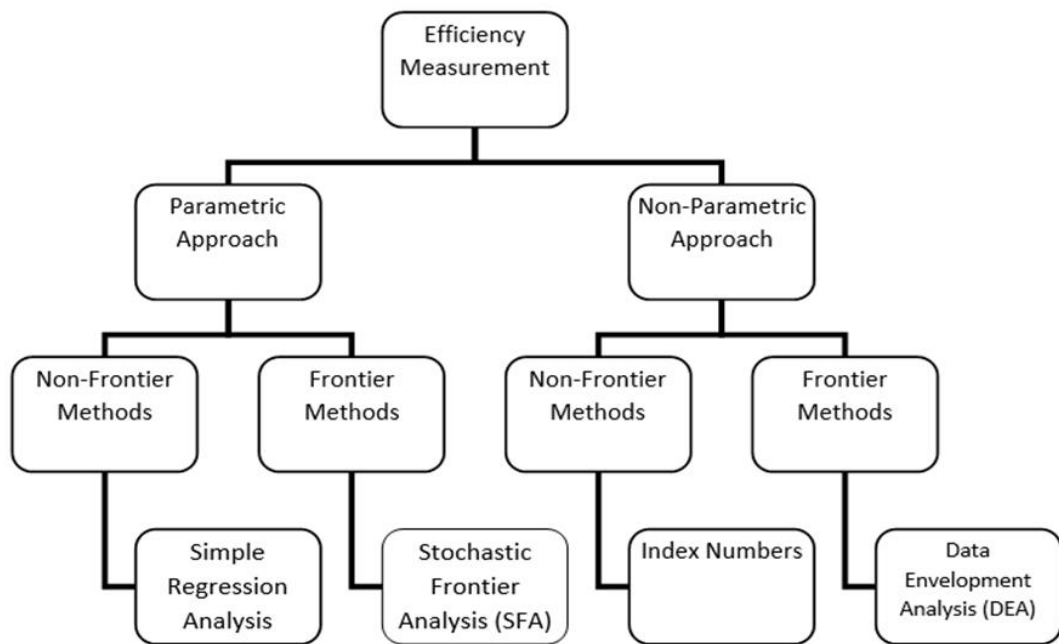 Efficiency
Measurement
Parametric
Approach
Non-Parametric
Approach
Non-Frontier
Methods
Frontier
Methods
Non-Frontier
Methods
Frontier
Methods
Simple
Regression
Analysis
Stochastic
Frontier
Analysis (SFA)
Index Numbers
Data
Envelopment
Analysis (DEA)